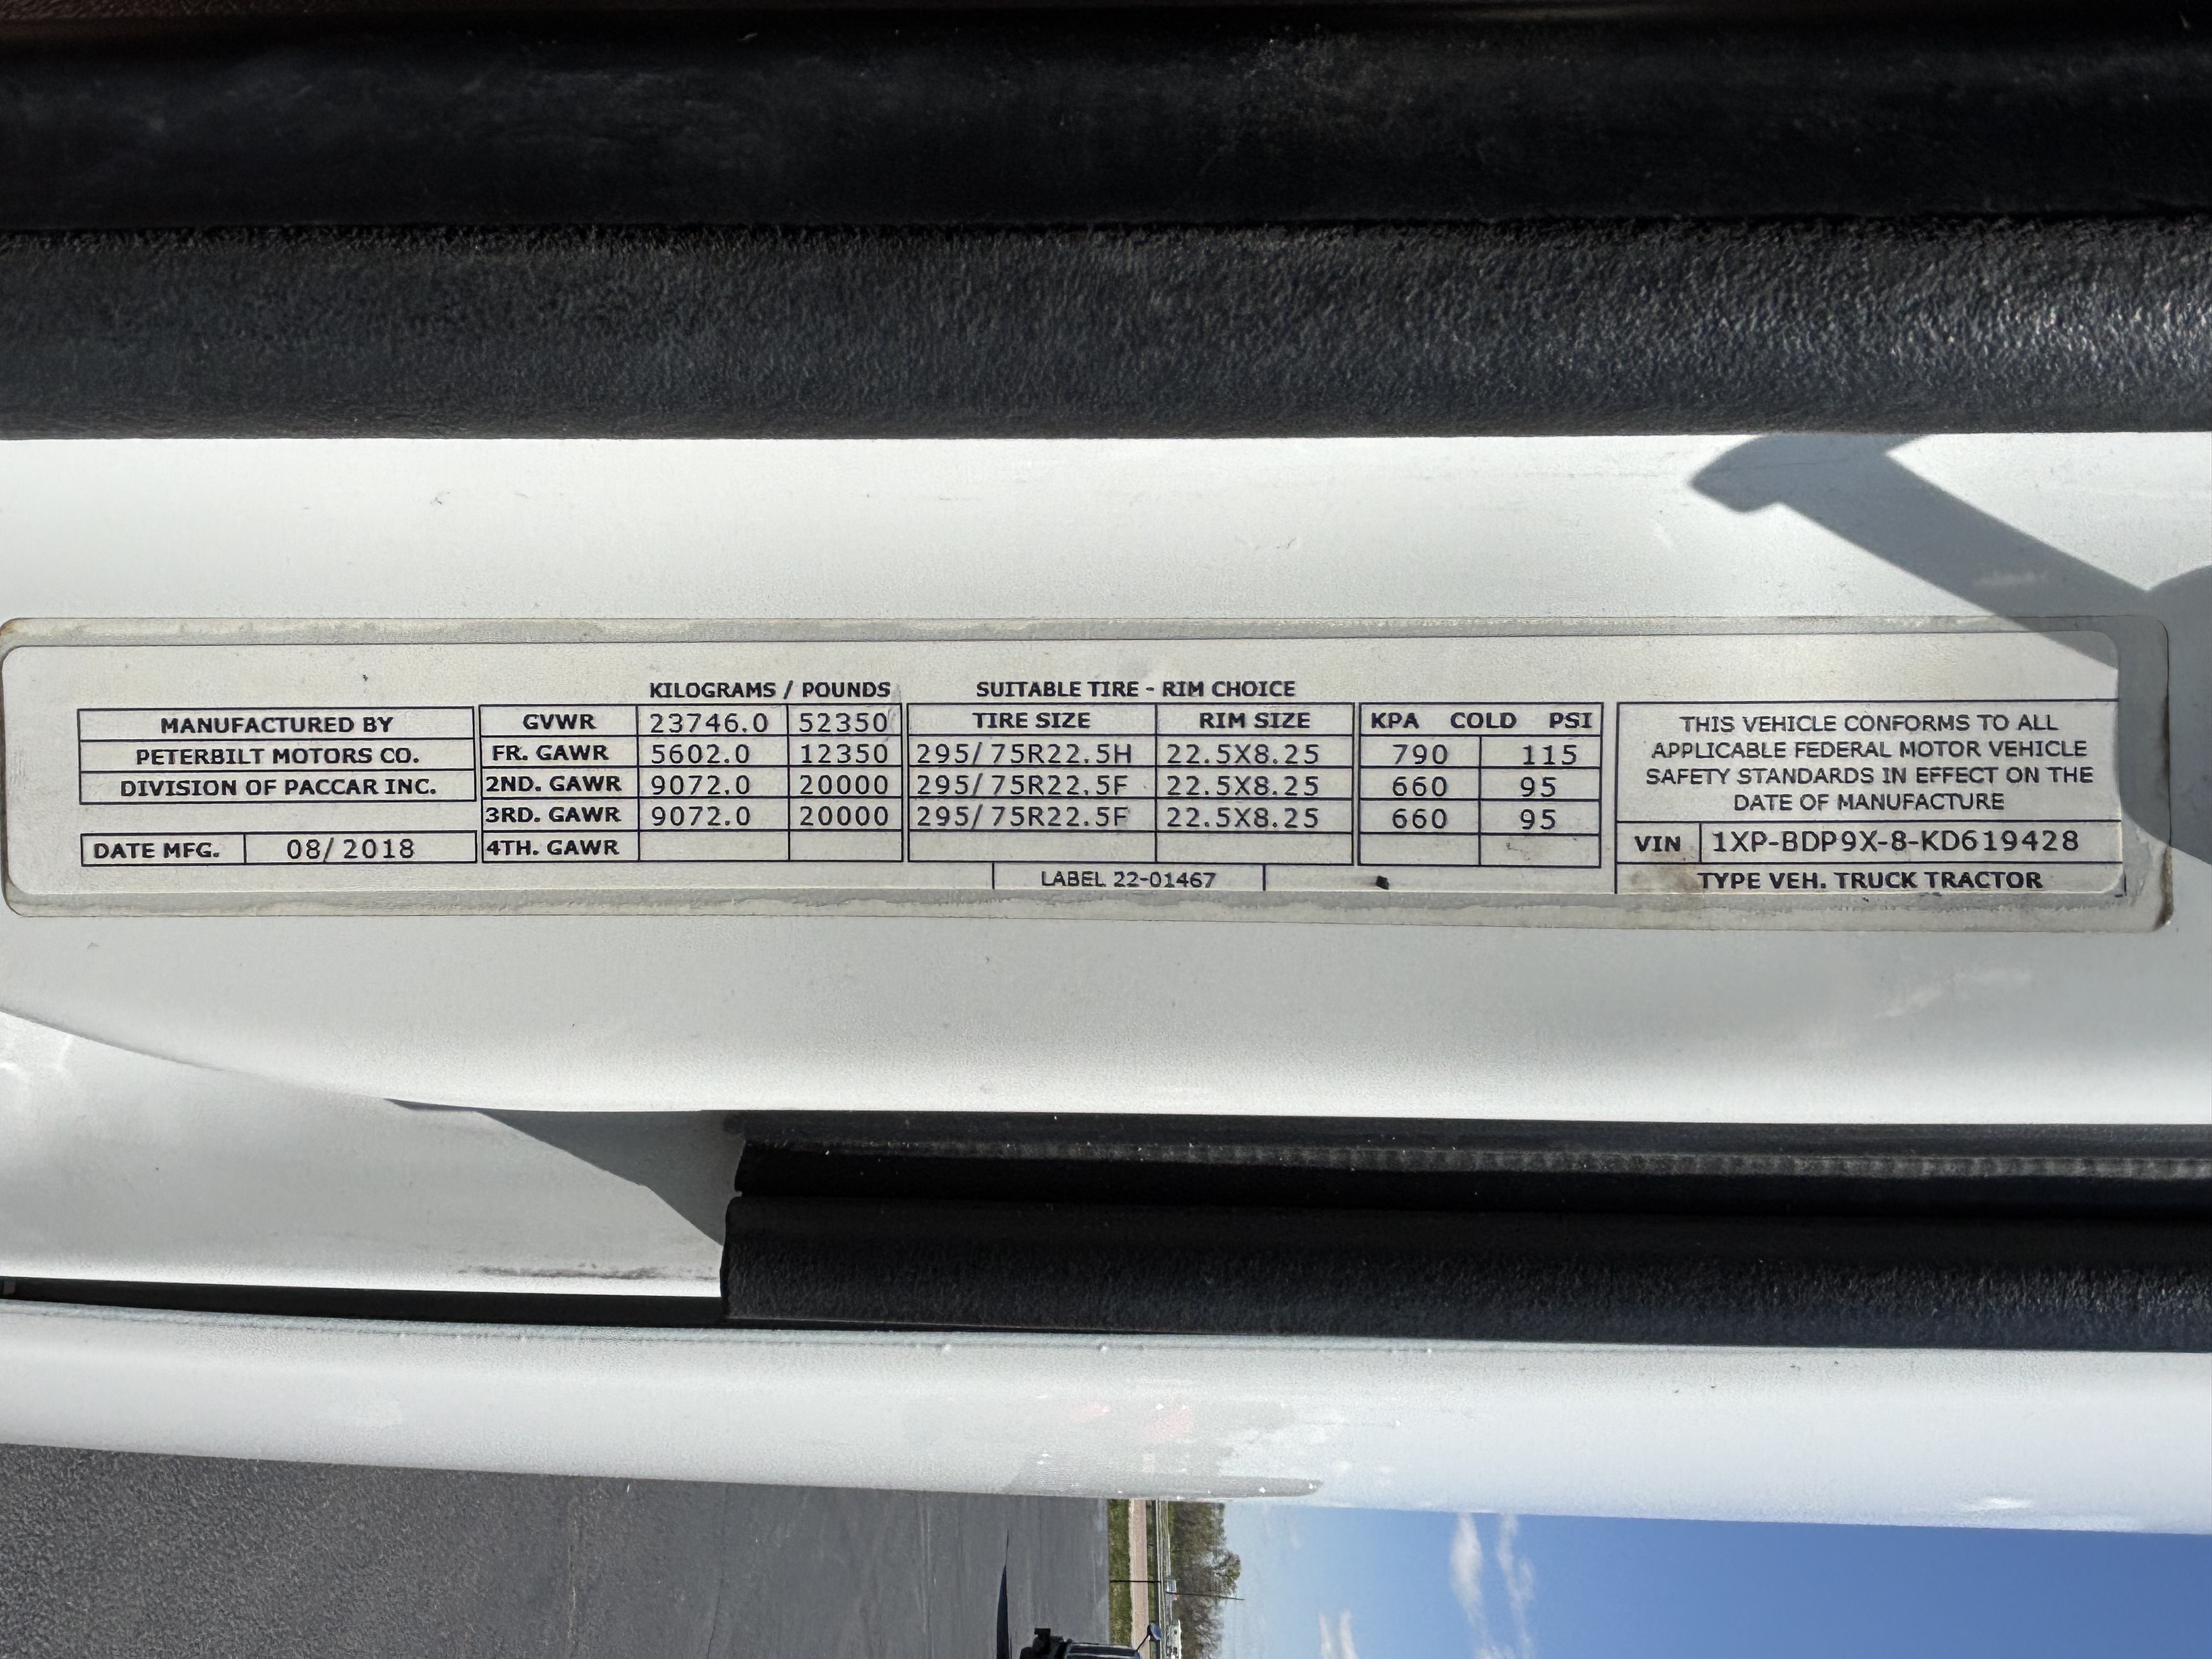 KILOGRAMS / POUNDS SUITABLE TIRE - RIM CHOICE
MANUFACTURED BY
PETERBILT MOTORS CO.
DIVISION OF PACCAR INC.
DATE MFG. 08/2018
GVWR 23746.0 52350 TIRE SIZE RIM SIZE KPA COLD PSI
FR. GAWR 5602.0 12350 295/75R22.5H 22.5X8.25 790 115
2ND. GAWR 9072.0 20000 295/75R22.5F 22.5X8.25 660 95
3RD. GAWR 9072.0 20000 295/75R22.5F 22.5X8.25 660 95
4TH. GAWR
LABEL 22-01467
THIS VEHICLE CONFORMS TO ALL
APPLICABLE FEDERAL MOTOR VEHICLE
SAFETY STANDARDS IN EFFECT ON THE
DATE OF MANUFACTURE
VIN 1XP-BDP9X-8-KD619428
TYPE VEH. TRUCK TRACTOR